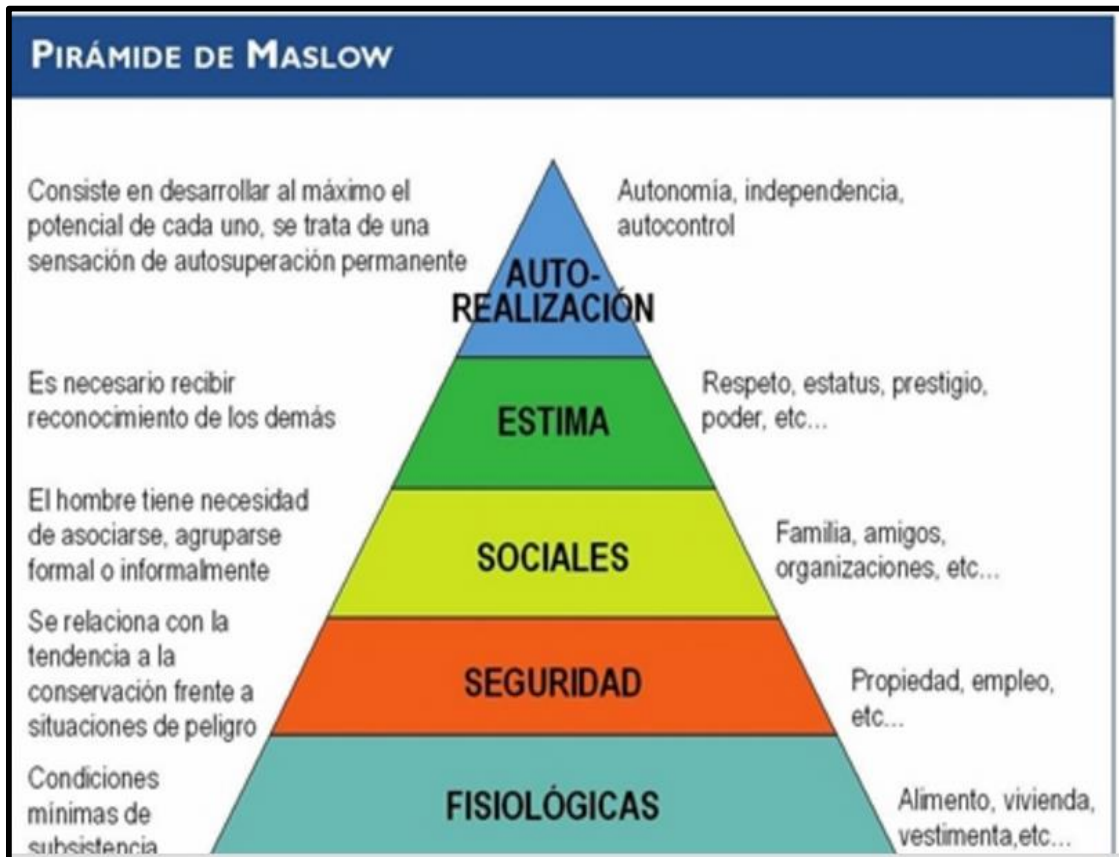 PIRÁMIDE DE MASLOW
Consiste en desarrollar al máximo el
potencial de cada uno, se trata de una
sensación de autosuperación permanente
AUTO-
REALIZACIÓN
Autonomía, independencia,
autocontrol
Es necesario recibir
reconocimiento de los demás
ESTIMA
Respeto, estatus, prestigio,
poder, etc...
El hombre tiene necesidad
de asociarse, agruparse
formal o informalmente
SOCIALES
Familia, amigos,
organizaciones, etc...
Se relaciona con la
tendencia a la
conservación frente a
situaciones de peligro
SEGURIDAD
Propiedad, empleo,
etc...
Condiciones
mínimas de
subsistencia
FISIOLÓGICAS
Alimento, vivienda,
vestimenta,etc...